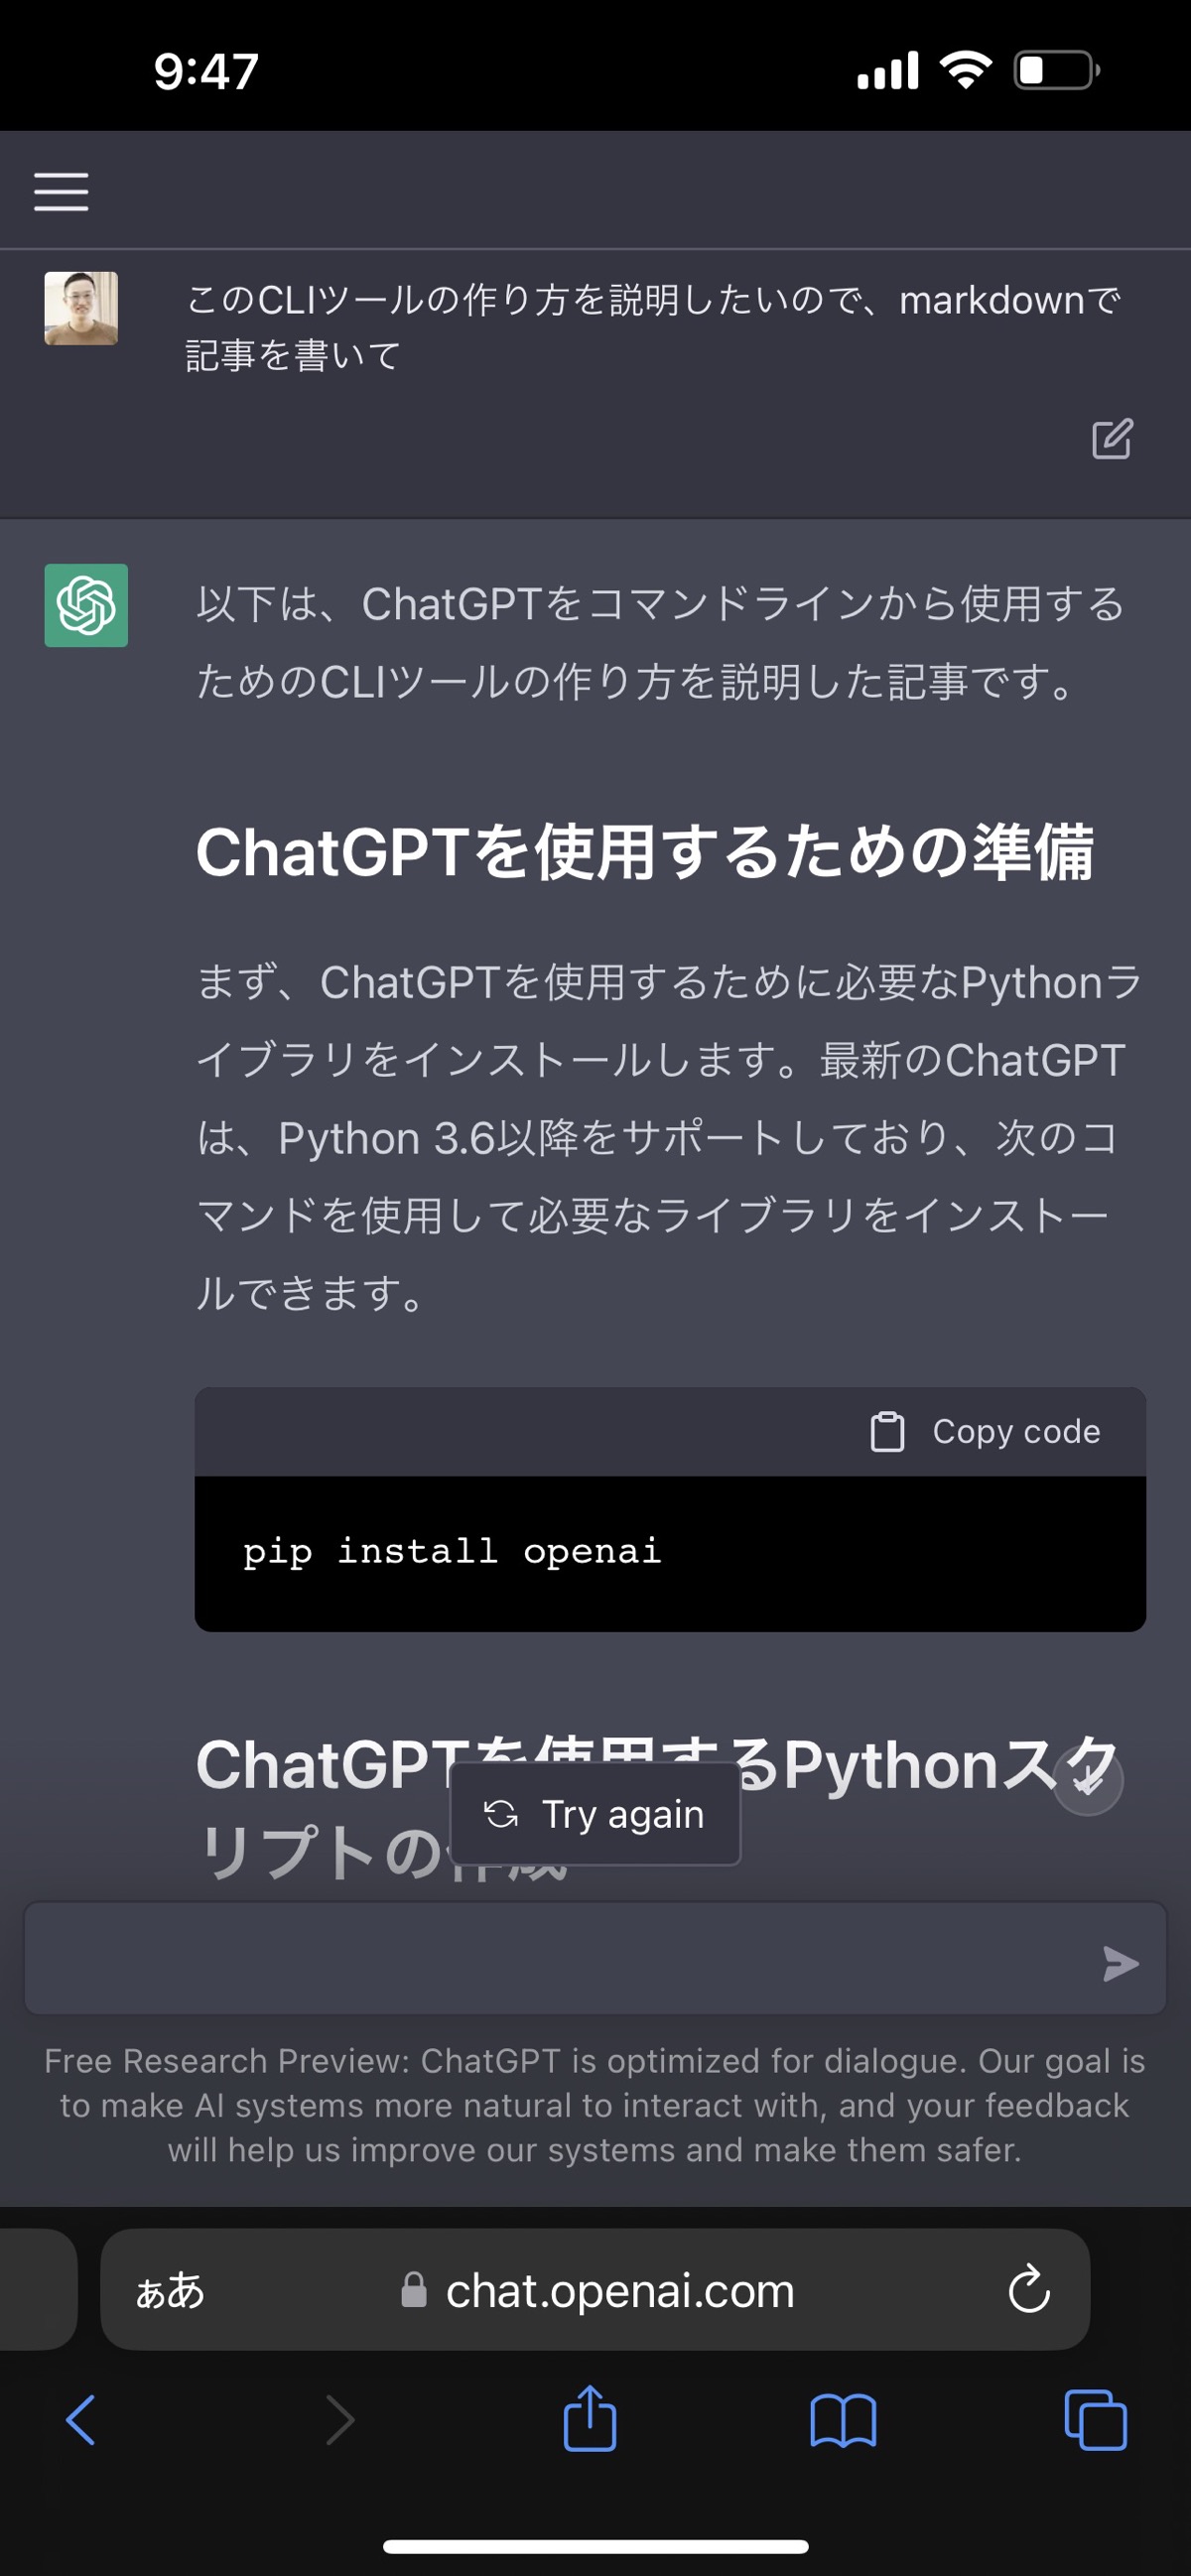 9:47
このCLIツールの作り方を説明したいので、markdownで
記事を書いて
以下は、ChatGPTをコマンドラインから使用する
ためのCLIツールの作り方を説明した記事です。
ChatGPTを使用するための準備
まず、ChatGPTを使用するために必要なPythonラ
イブラリをインストールします。最新のChatGPT
は、Python 3.6以降をサポートしており、次のコ
マンドを使用して必要なライブラリをインストー
ルできます。
Copy code
pip install openai
ChatGPTを使用するPythonスク
リプトの作成
Try again
Free Research Preview: ChatGPT is optimized for dialogue. Our goal is
to make AI systems more natural to interact with, and your feedback
will help us improve our systems and make them safer.
ぁあ
chat.openai.com